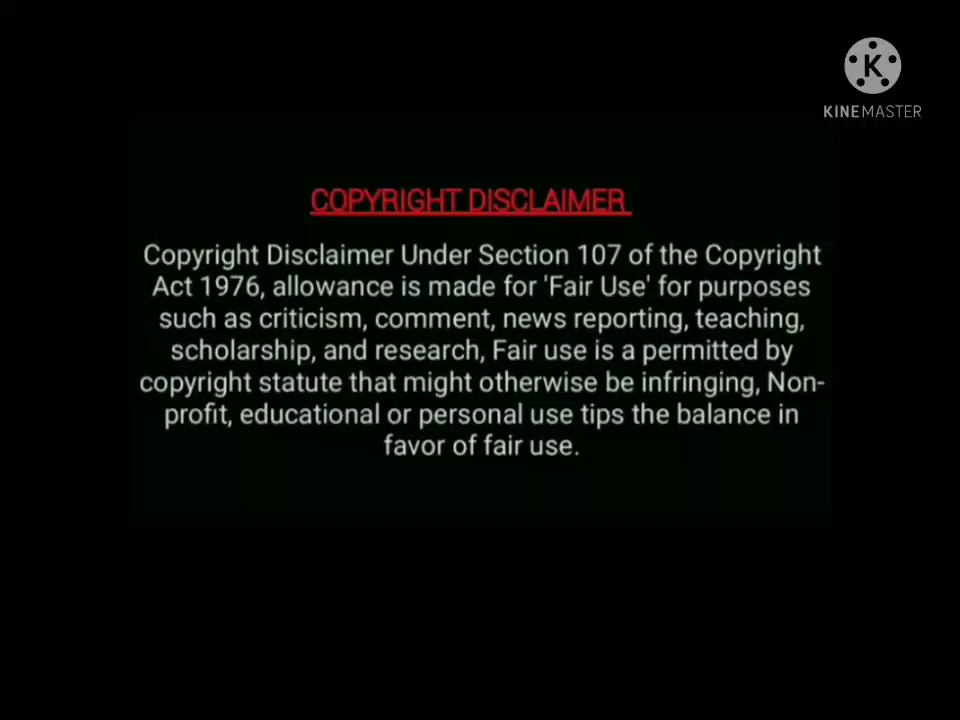 K
KINEMASTER
COPYRIGHT DISCLAIMER
Copyright Disclaimer Under Section 107 of the Copyright
Act 1976, allowance is made for 'Fair Use' for purposes
such as criticism, comment, news reporting, teaching,
scholarship, and research, Fair use is a permitted by
copyright statute that might otherwise be infringing, Non-
profit, educational or personal use tips the balance in
favor of fair use.